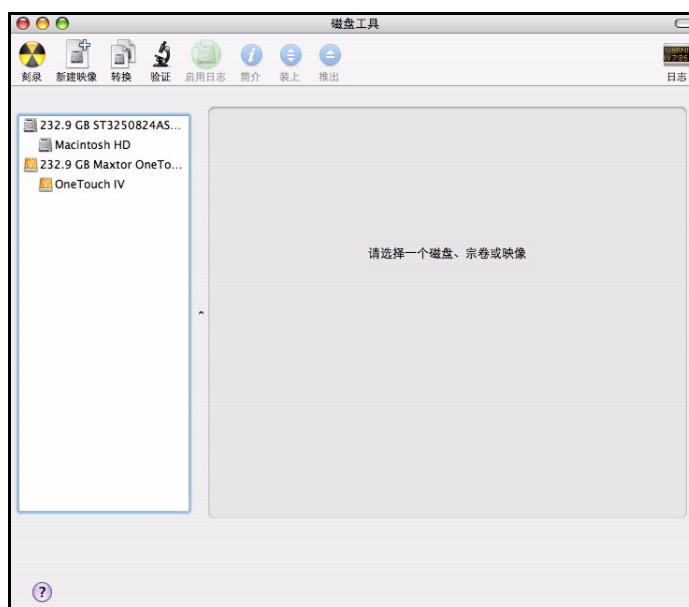 磁盘工具
刻录 新建映像 转换 验证 启用日志 简介 装上 推出 日志
232.9 GB ST3250824AS...
Macintosh HD
232.9 GB Maxtor OneTo...
OneTouch IV
请选择一个磁盘、宗卷或映像
?